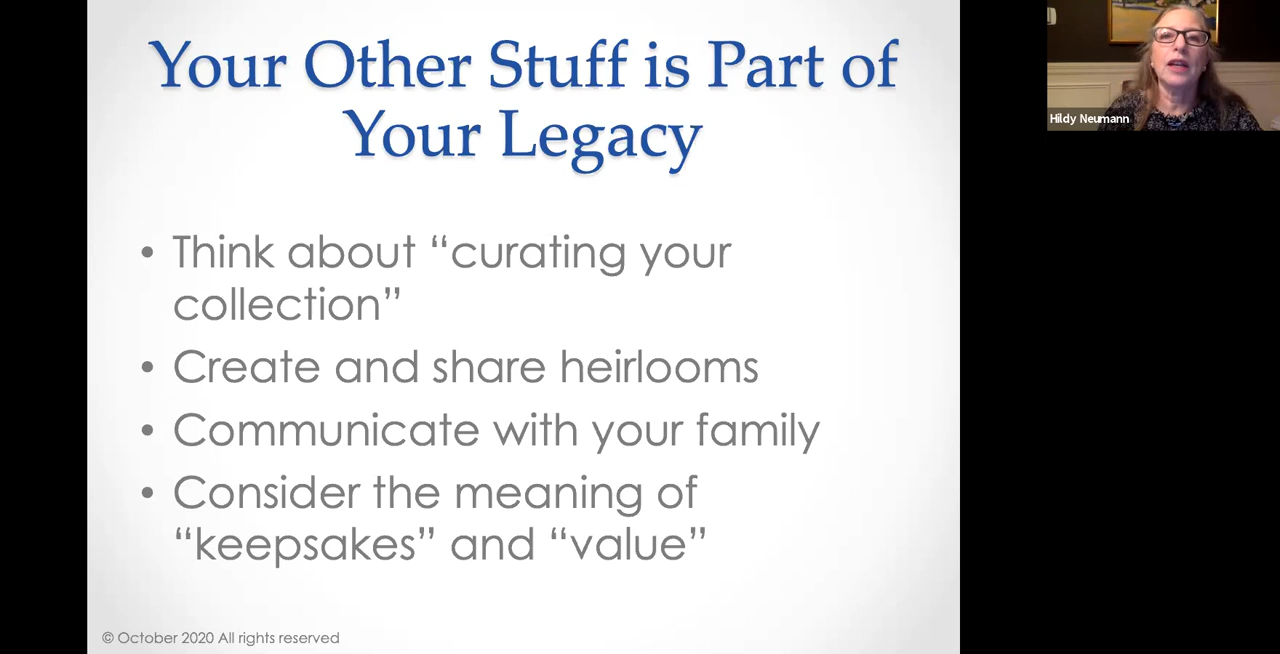 Your Other Stuff is Part of
Your Legacy
Hildy Neumann
• Think about “curating your
collection”
• Create and share heirlooms
• Communicate with your family
• Consider the meaning of
“keepsakes” and “value”
© October 2020 All rights reserved